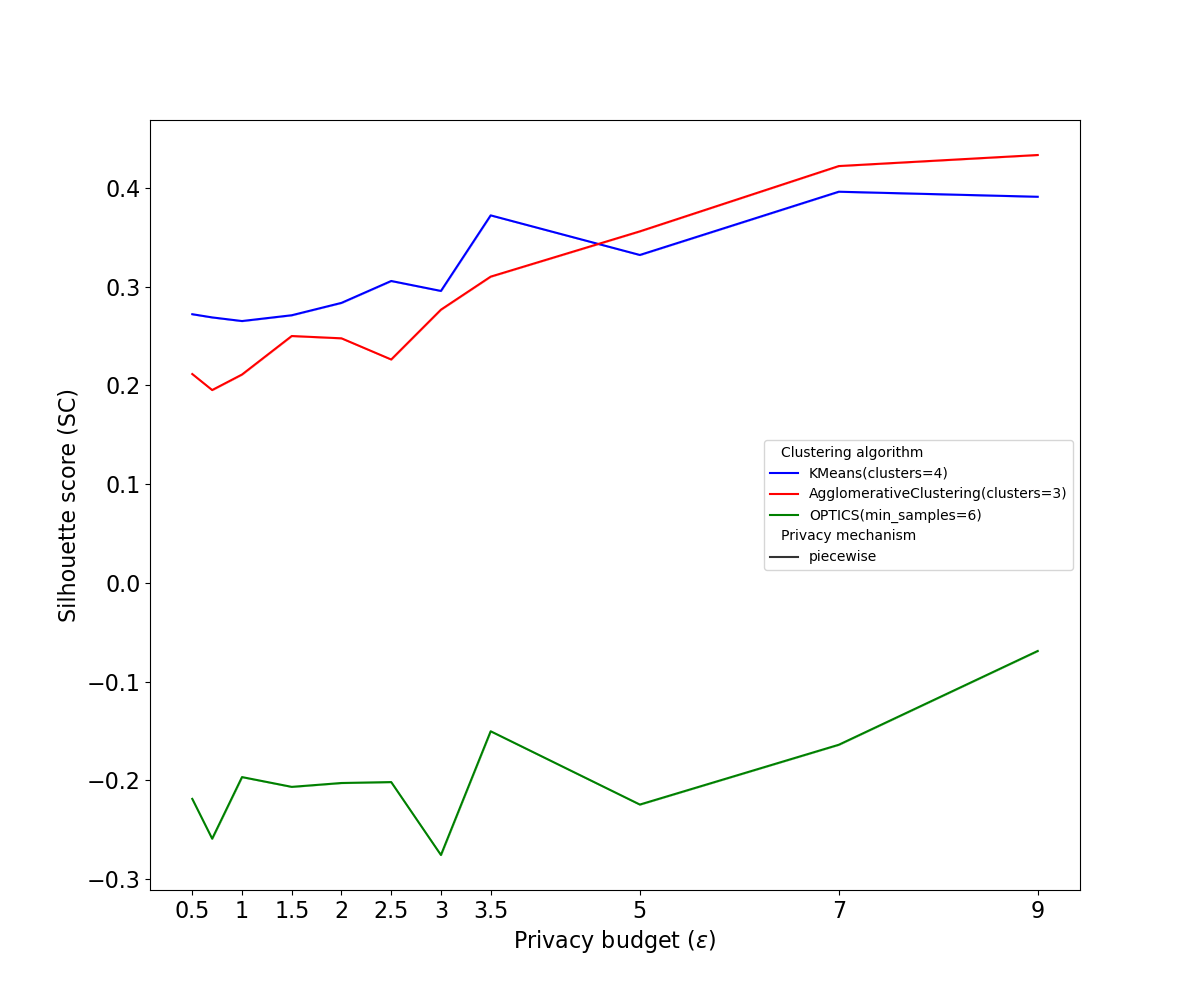 Silhouette score (SC)
0.4
0.3
0.2
0.1
0.0
−0.1
−0.2
−0.3
Clustering algorithm
KMeans(clusters=4)
AgglomerativeClustering(clusters=3)
OPTICS(min_samples=6)
Privacy mechanism
piecewise
0.5 1 1.5 2 2.5 3 3.5 5 7 9
Privacy budget (ε)